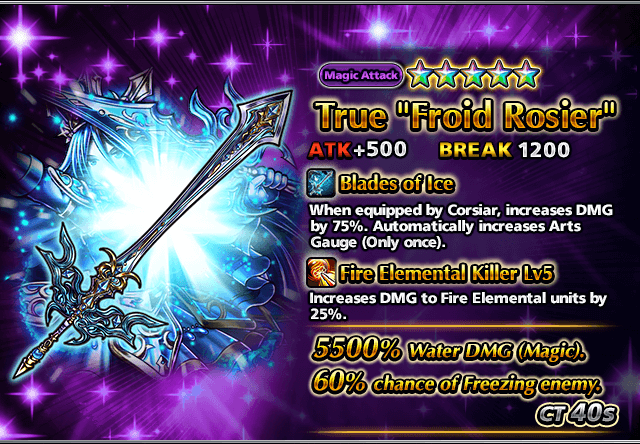 Magic Attack
True "Froid Rosier"
ATK+500 BREAK 1200
Blades of Ice
When equipped by Corsiar, increases DMG
by 75%. Automatically increases Arts
Gauge (Only once).
Fire Elemental Killer Lv5
Increases DMG to Fire Elemental units by
25%.
5500% Water DMG (Magic).
60% chance of Freezing enemy.
CT 40s